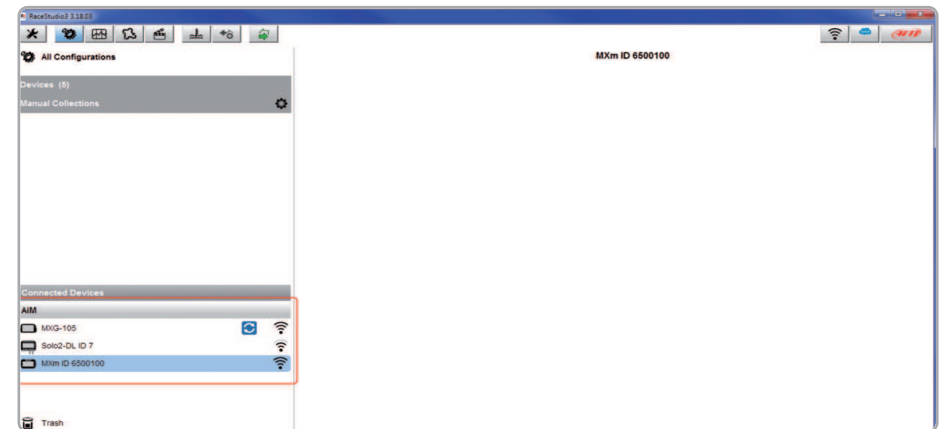 RaceStudio3 3.18.03
AiM
All Configurations
MXm ID 6500100
Devices (5)
Manual Collections
Connected Devices
AiM
MXG-105
Solo2-DL ID 7
MXm ID 6500100
Trash